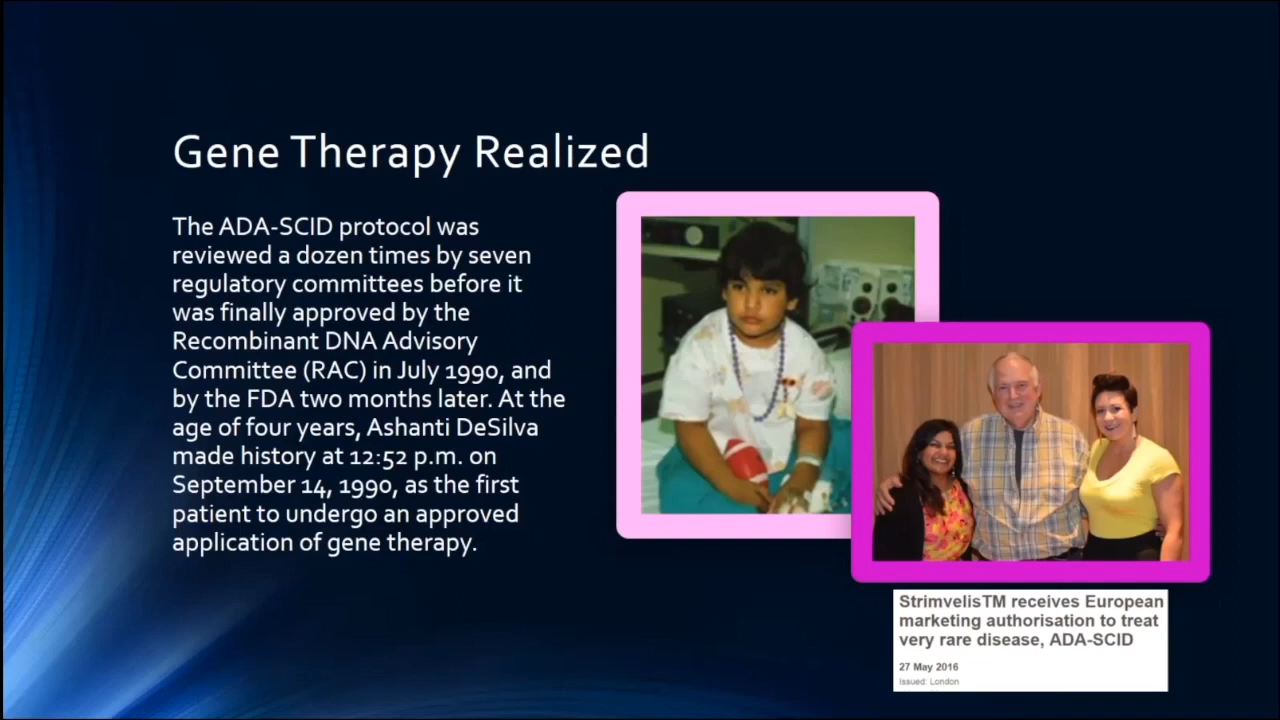 Gene Therapy Realized
The ADA-SCID protocol was
reviewed a dozen times by seven
regulatory committees before it
was finally approved by the
Recombinant DNA Advisory
Committee (RAC) in July 1990, and
by the FDA two months later. At the
age of four years, Ashanti DeSilva
made history at 12:52 p.m. on
September 14, 1990, as the first
patient to undergo an approved
application of gene therapy.
StrimvelisTM receives European
marketing authorisation to treat
very rare disease, ADA-SCID
27 May 2016
Issued: London